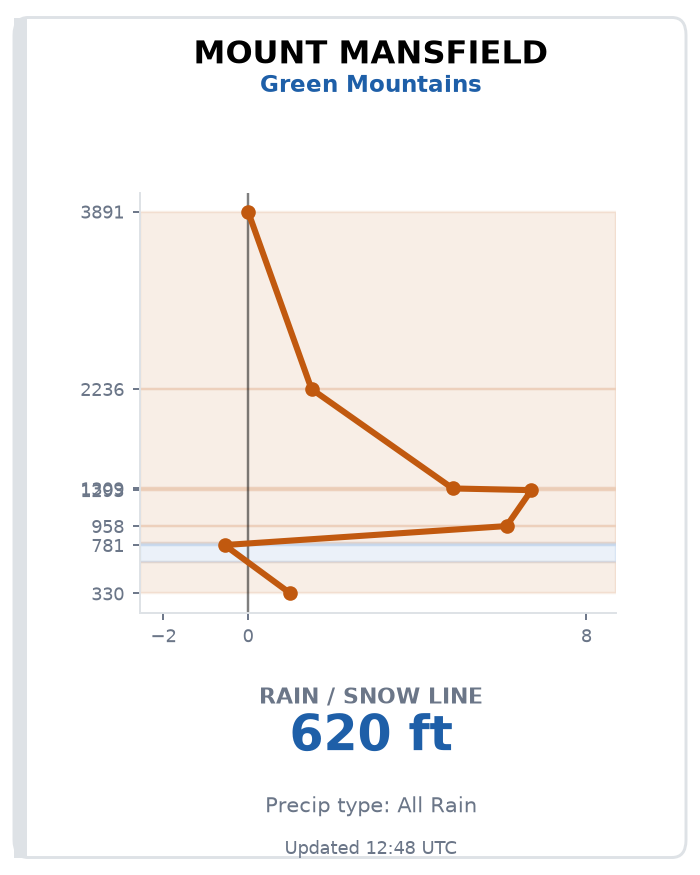 MOUNT MANSFIELD
Green Mountains
3891
2236
958
781
330
−2 0 8
RAIN / SNOW LINE
620 ft
Precip type: All Rain
Updated 12:48 UTC